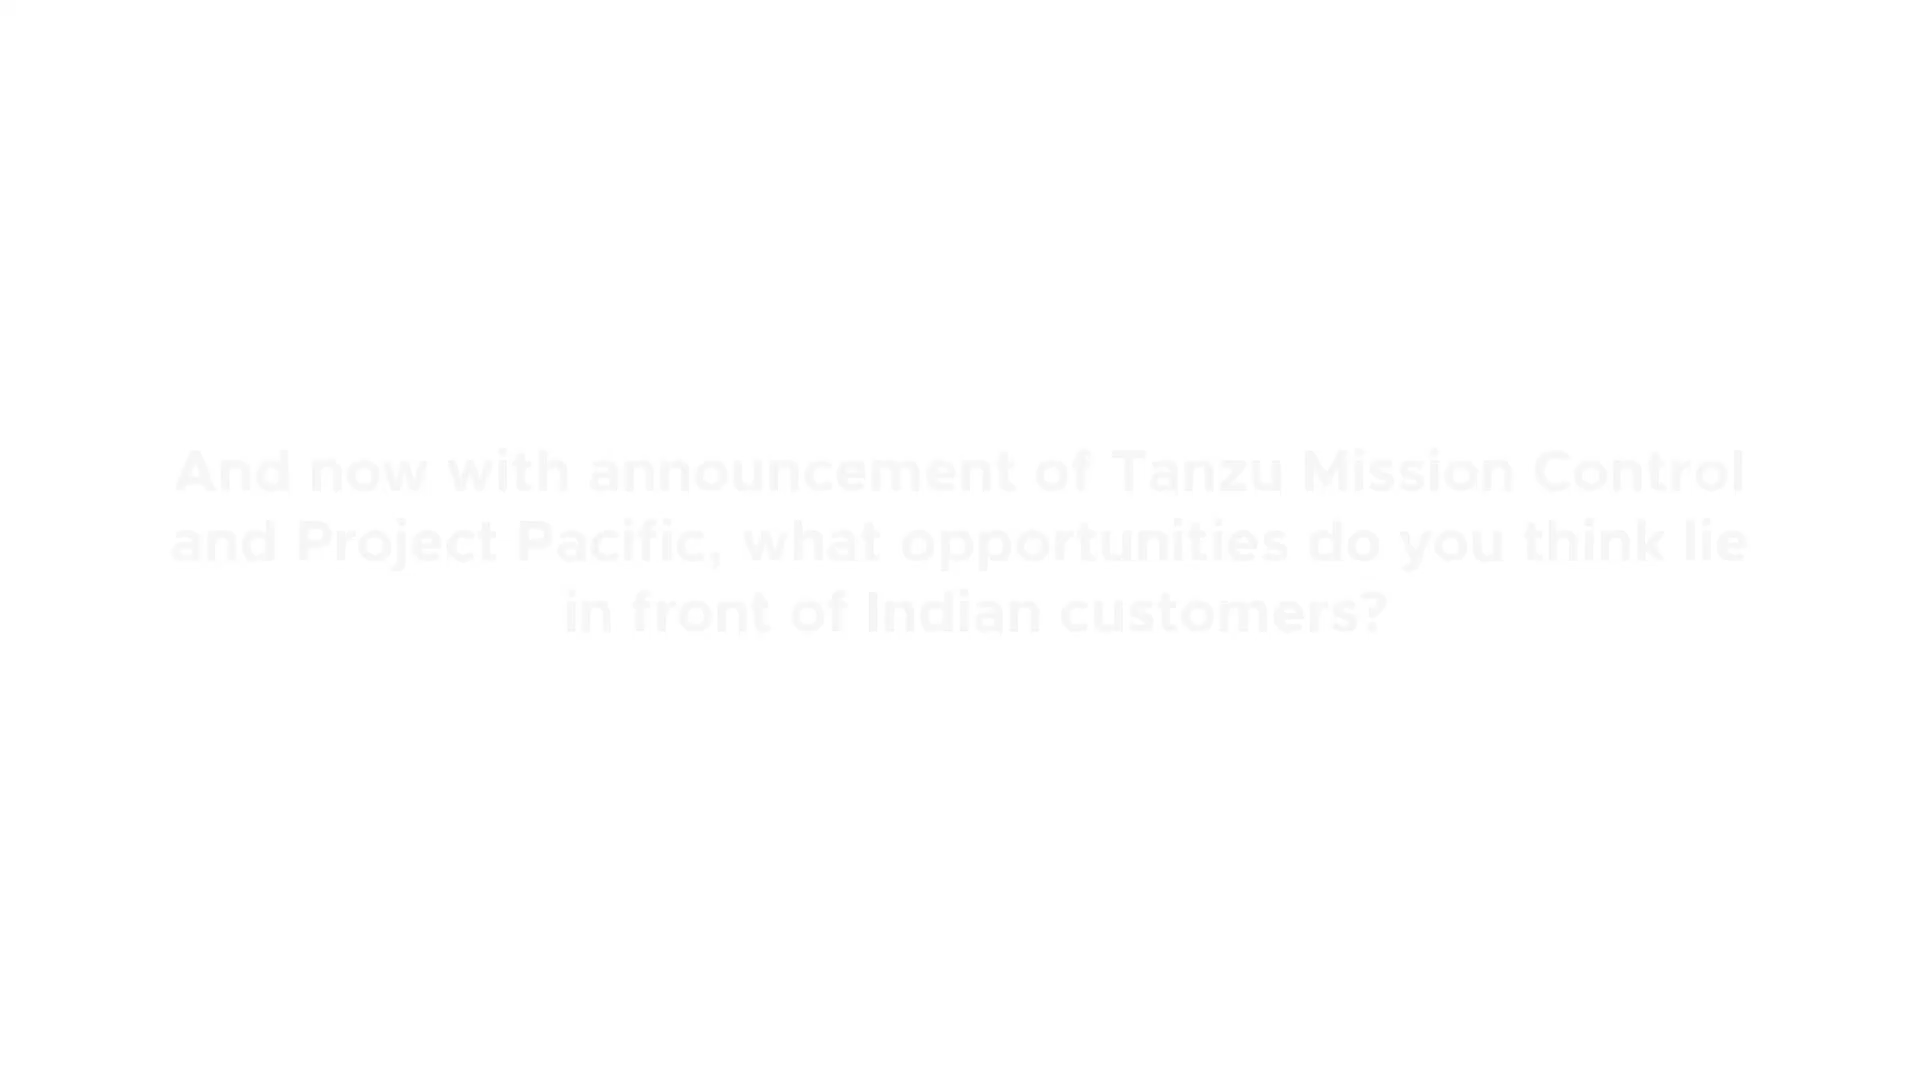 And now with announcement of Tanzu Mission Control
and Project Pacific, what opportunities do you think lie
in front of Indian customers?